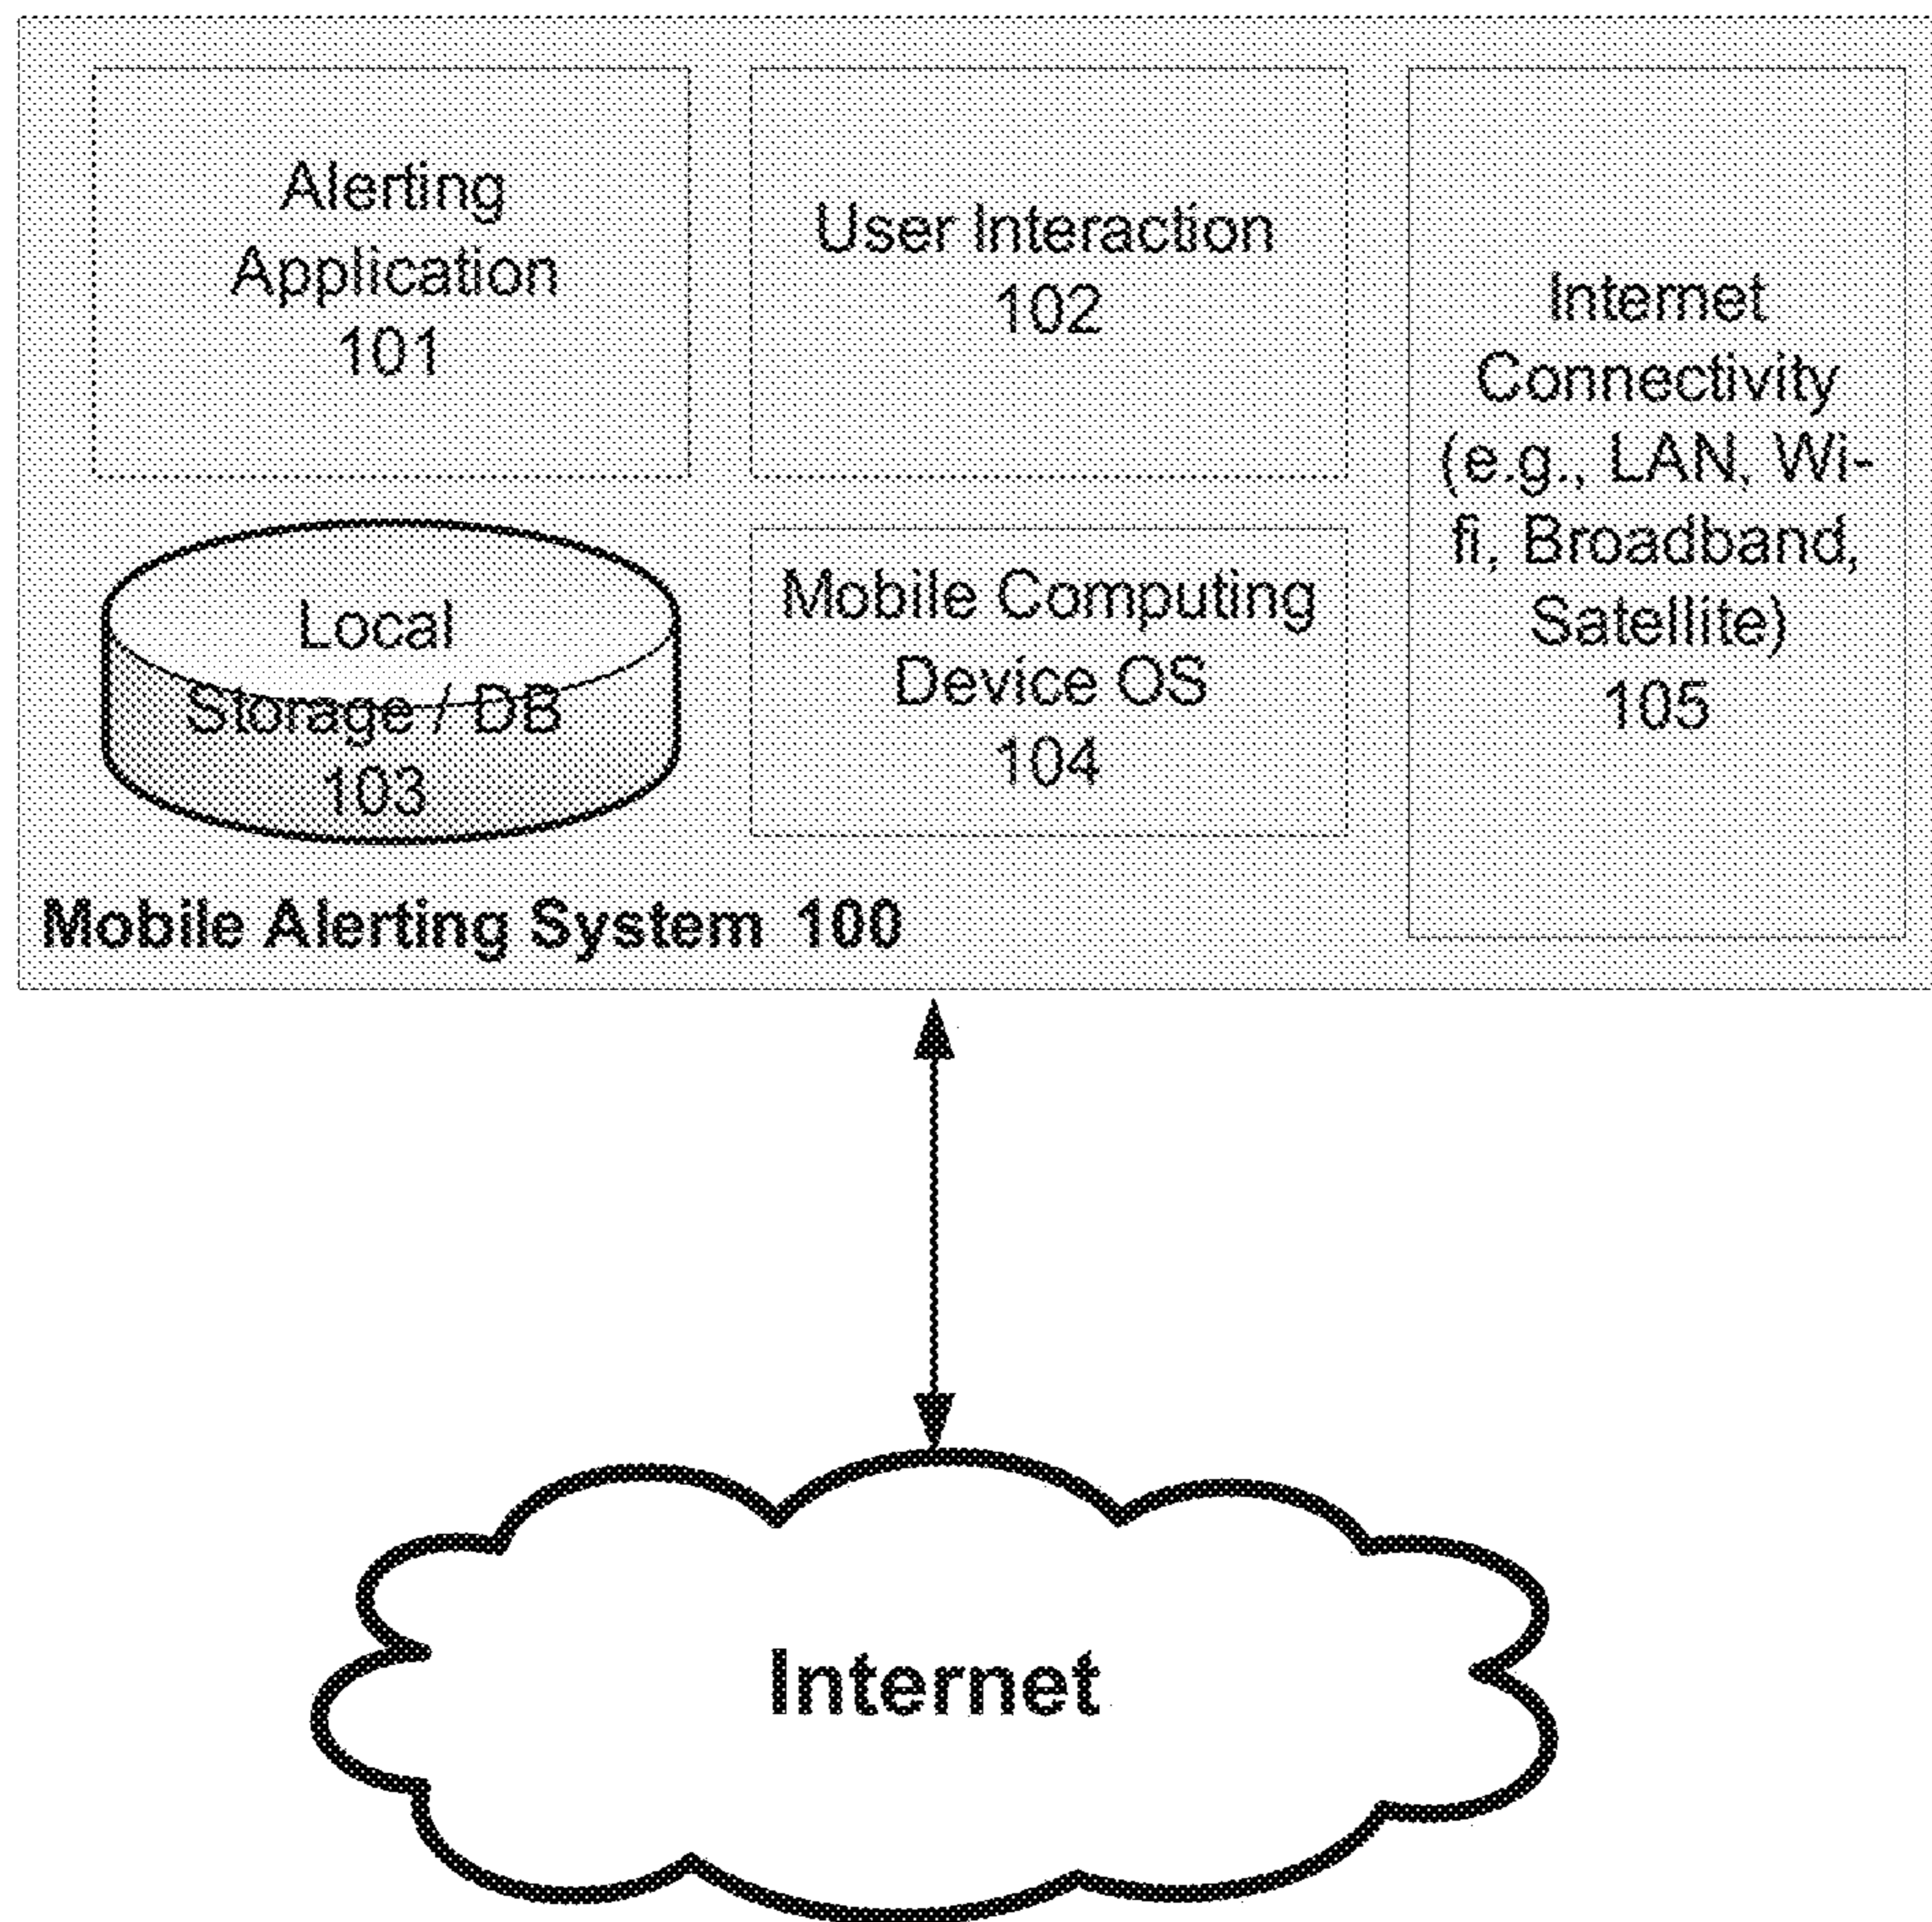 Alerting
Application
101
User Interaction
102
Internet
Connectivity
(e.g., LAN, Wi-
fi, Broadband,
Satellite)
105
Local
Storage / DB
103
Mobile Computing
Device OS
104
Mobile Alerting System 100
Internet